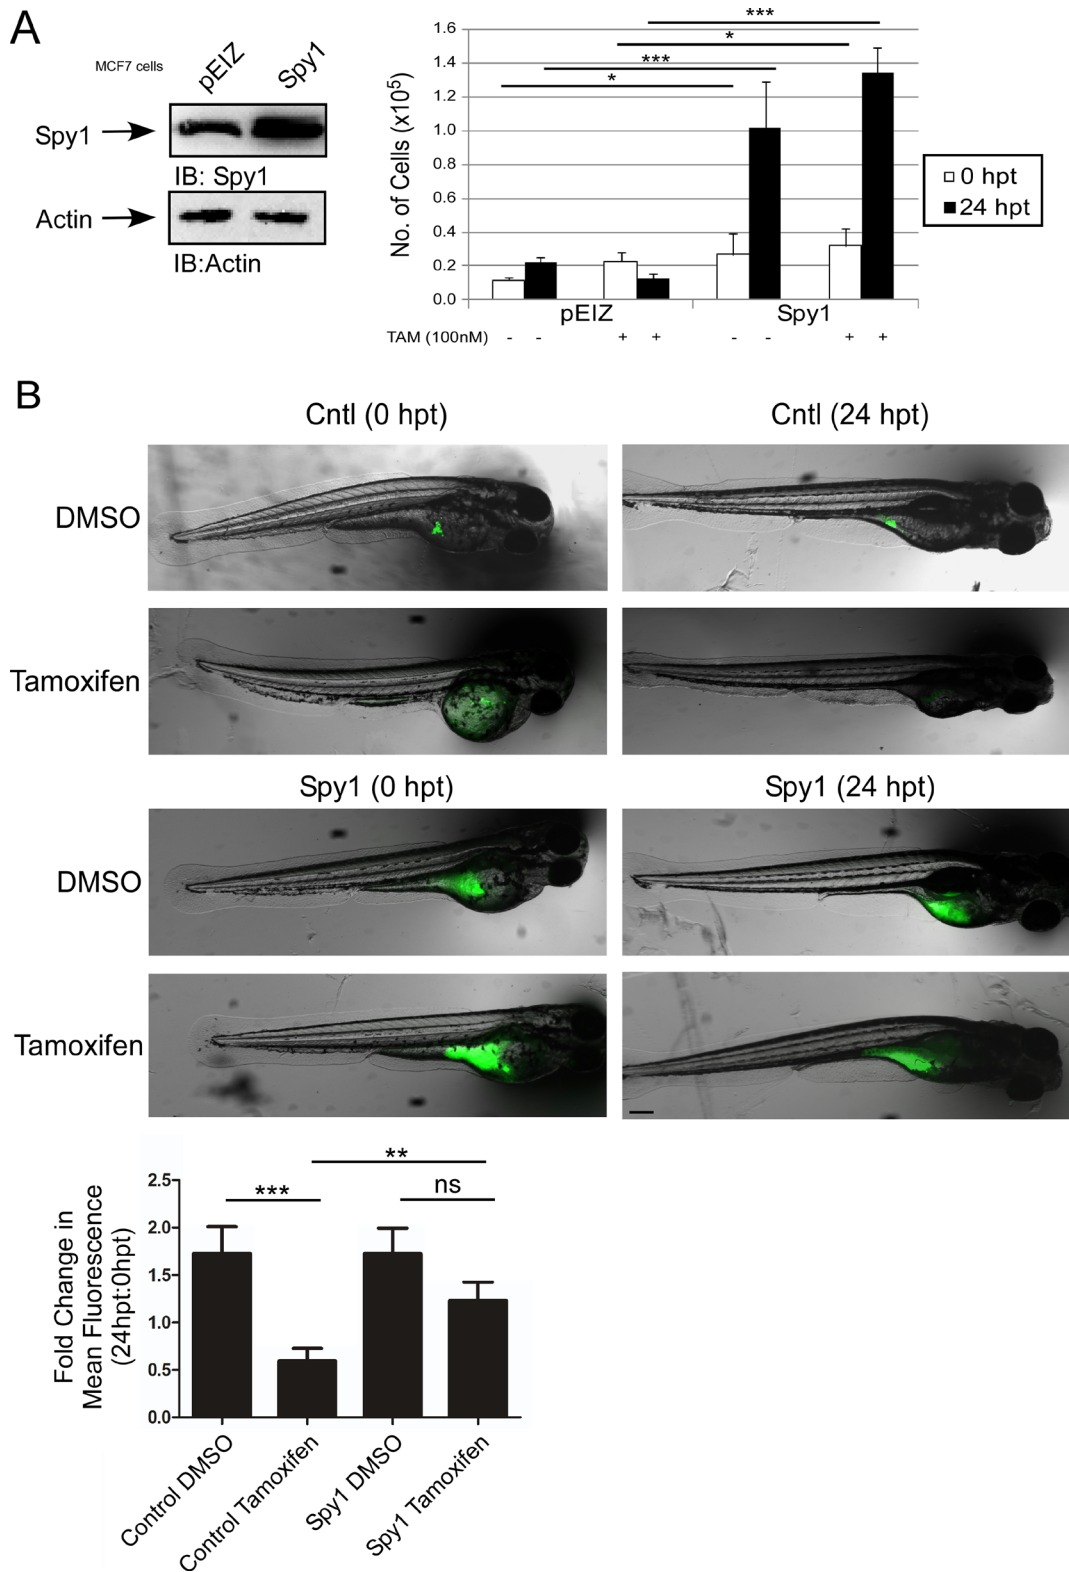 A
MCF7 cells
pEIZ
Spy1
Spy1
IB: Spy1
Actin
IB:Actin
No. of Cells (x10⁵)
1.6
1.4
1.2
1.0
0.8
0.6
0.4
0.2
0.0
***
*
***
*
0 hpt
24 hpt
pEIZ
Spy1
TAM (100nM) - - + + - - + +
B
Cntl (0 hpt)
Cntl (24 hpt)
DMSO
Tamoxifen
Spy1 (0 hpt)
Spy1 (24 hpt)
DMSO
Tamoxifen
Fold Change in
Mean Fluorescence
(24hpt:0hpt)
2.5
2.0
1.5
1.0
0.5
0.0
**
***
ns
Control DMSO
Control Tamoxifen
Spy1 DMSO
Spy1 Tamoxifen